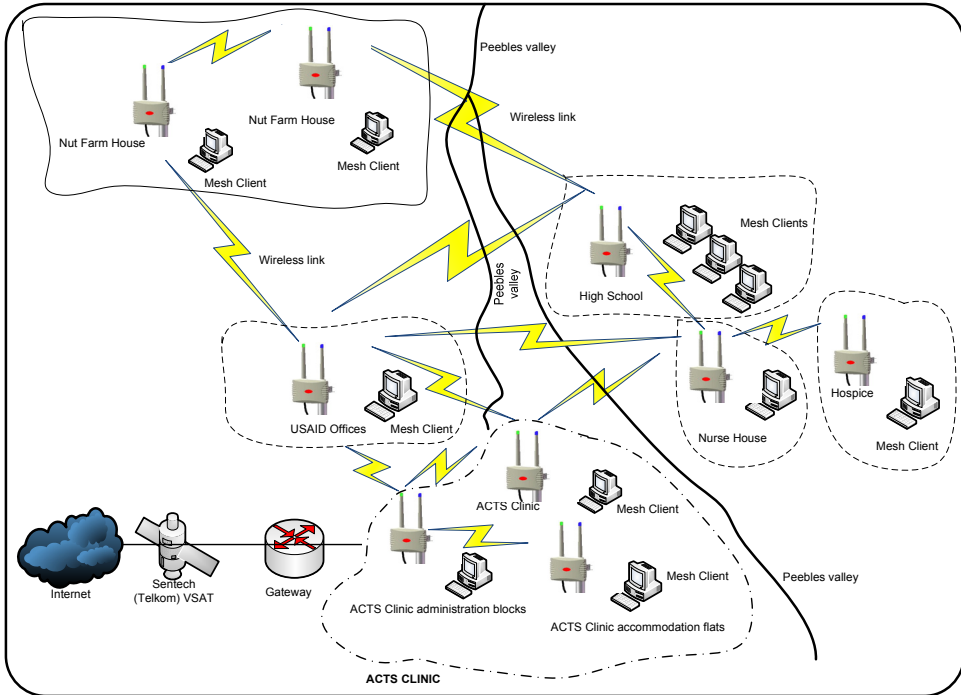 Peebles valley
Nut Farm House
Wireless link
Nut Farm House
Mesh Client
Mesh Client
Mesh Clients
Wireless link
Peebles
valley
High School
USAID Offices
Mesh Client
Hospice
Nurse House
Mesh Client
ACTS Clinic
Mesh Client
Mesh Client
Peebles valley
Internet
Sentech
(Telkom) VSAT
Gateway
ACTS Clinic administration blocks
ACTS Clinic accommodation flats
ACTS CLINIC